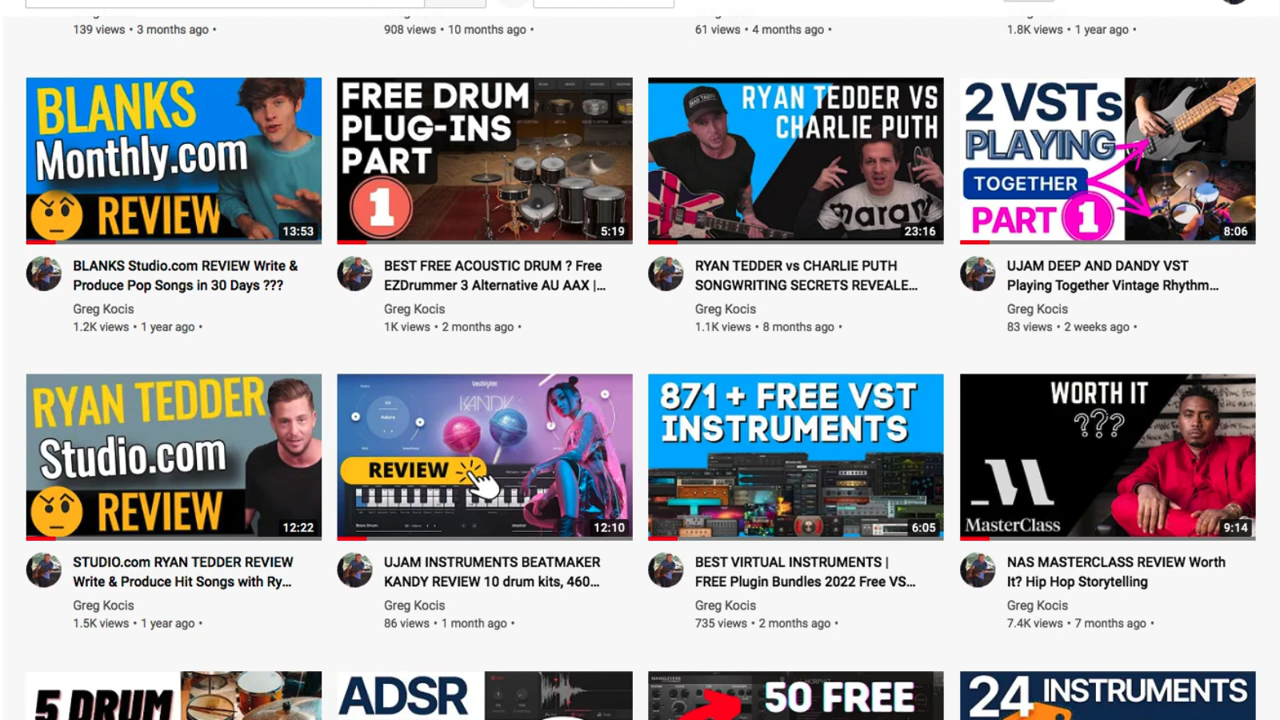 139 views • 3 months ago •
908 views • 10 months ago •
61 views • 4 months ago •
1.8K views • 1 year ago •
BLANKS
Monthly.com
REVIEW
13:53
FREE DRUM
PLUG-INS
PART
1
5:19
RYAN TEDDER VS
CHARLIE PUTH
23:16
2 VSTs
PLAYING
TOGETHER
PART 1
8:06
BLANKS Studio.com REVIEW Write &
Produce Pop Songs in 30 Days ???
Greg Kocis
1.2K views • 1 year ago •
BEST FREE ACOUSTIC DRUM ? Free
EZDrummer 3 Alternative AU AAX |...
Greg Kocis
1K views • 2 months ago •
RYAN TEDDER vs CHARLIE PUTH
SONGWRITING SECRETS REVEALE...
Greg Kocis
1.1K views • 8 months ago •
UJAM DEEP AND DANDY VST
Playing Together Vintage Rhythm...
Greg Kocis
83 views • 2 weeks ago •
RYAN TEDDER
Studio.com
REVIEW
12:22
KANDY
REVIEW
12:10
871 + FREE VST
INSTRUMENTS
6:05
WORTH IT
???
MasterClass
9:14
STUDIO.com RYAN TEDDER REVIEW
Write & Produce Hit Songs with Ry...
Greg Kocis
1.5K views • 1 year ago •
UJAM INSTRUMENTS BEATMAKER
KANDY REVIEW 10 drum kits, 460...
Greg Kocis
86 views • 1 month ago •
BEST VIRTUAL INSTRUMENTS |
FREE Plugin Bundles 2022 Free VS...
Greg Kocis
735 views • 2 months ago •
NAS MASTERCLASS REVIEW Worth
It? Hip Hop Storytelling
Greg Kocis
7.4K views • 7 months ago •
5 DRUM
ADSR
50 FREE
24 INSTRUMENTS